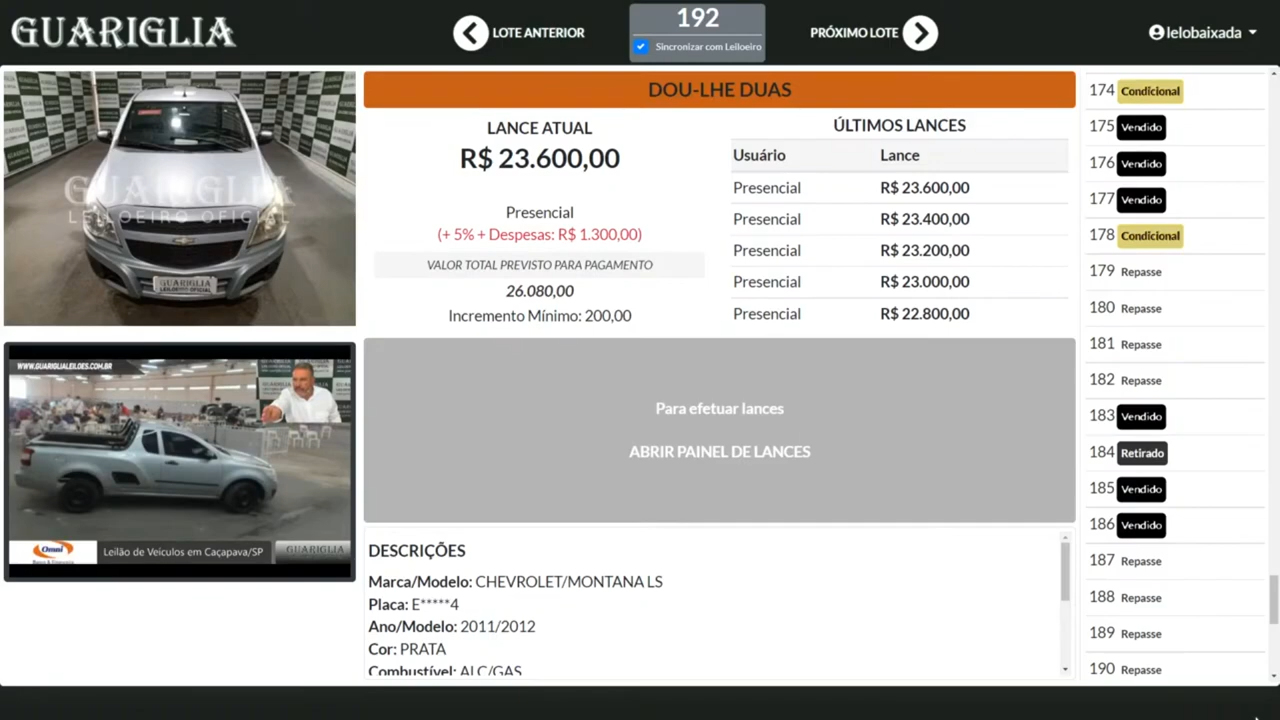 GUARIGLIA
LOTE ANTERIOR
192
Sincronizar com Leiloeiro
PRÓXIMO LOTE
lelobaixada
GUARIGLIA
LEILOEIRO OFICIAL
GUARIGLIA
LEILOEIRO OFICIAL
DOU-LHE DUAS
LANCE ATUAL
R$ 23.600,00
Presencial
(+ 5% + Despesas: R$ 1.300,00)
VALOR TOTAL PREVISTO PARA PAGAMENTO
26.080,00
Incremento Mínimo: 200,00
ÚLTIMOS LANCES
Usuário Lance
Presencial R$ 23.600,00
Presencial R$ 23.400,00
Presencial R$ 23.200,00
Presencial R$ 23.000,00
Presencial R$ 22.800,00
174 Condicional
175 Vendido
176 Vendido
177 Vendido
178 Condicional
179 Repasse
180 Repasse
181 Repasse
182 Repasse
183 Vendido
184 Retirado
185 Vendido
186 Vendido
187 Repasse
188 Repasse
189 Repasse
190 Repasse
WWW.GUARIGLIALEILOES.COM.BR
Omni
Leilão de Veículos em Caçapava/SP
GUARIGLIA
Para efetuar lances
ABRIR PAINEL DE LANCES
DESCRIÇÕES
Marca/Modelo: CHEVROLET/MONTANA LS
Placa: E*****4
Ano/Modelo: 2011/2012
Cor: PRATA
Combustível: ALC/GAS